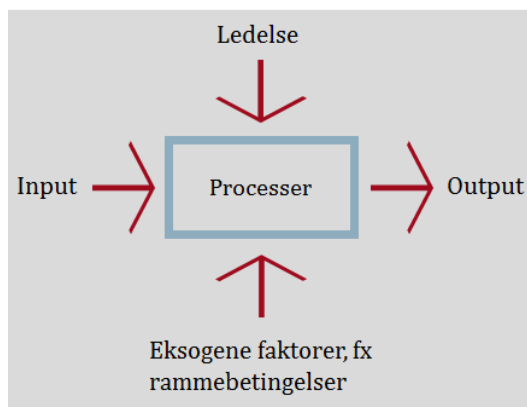 Ledelse
Input
Processer
Output
Eksogene faktorer, fx
rammebetingelser